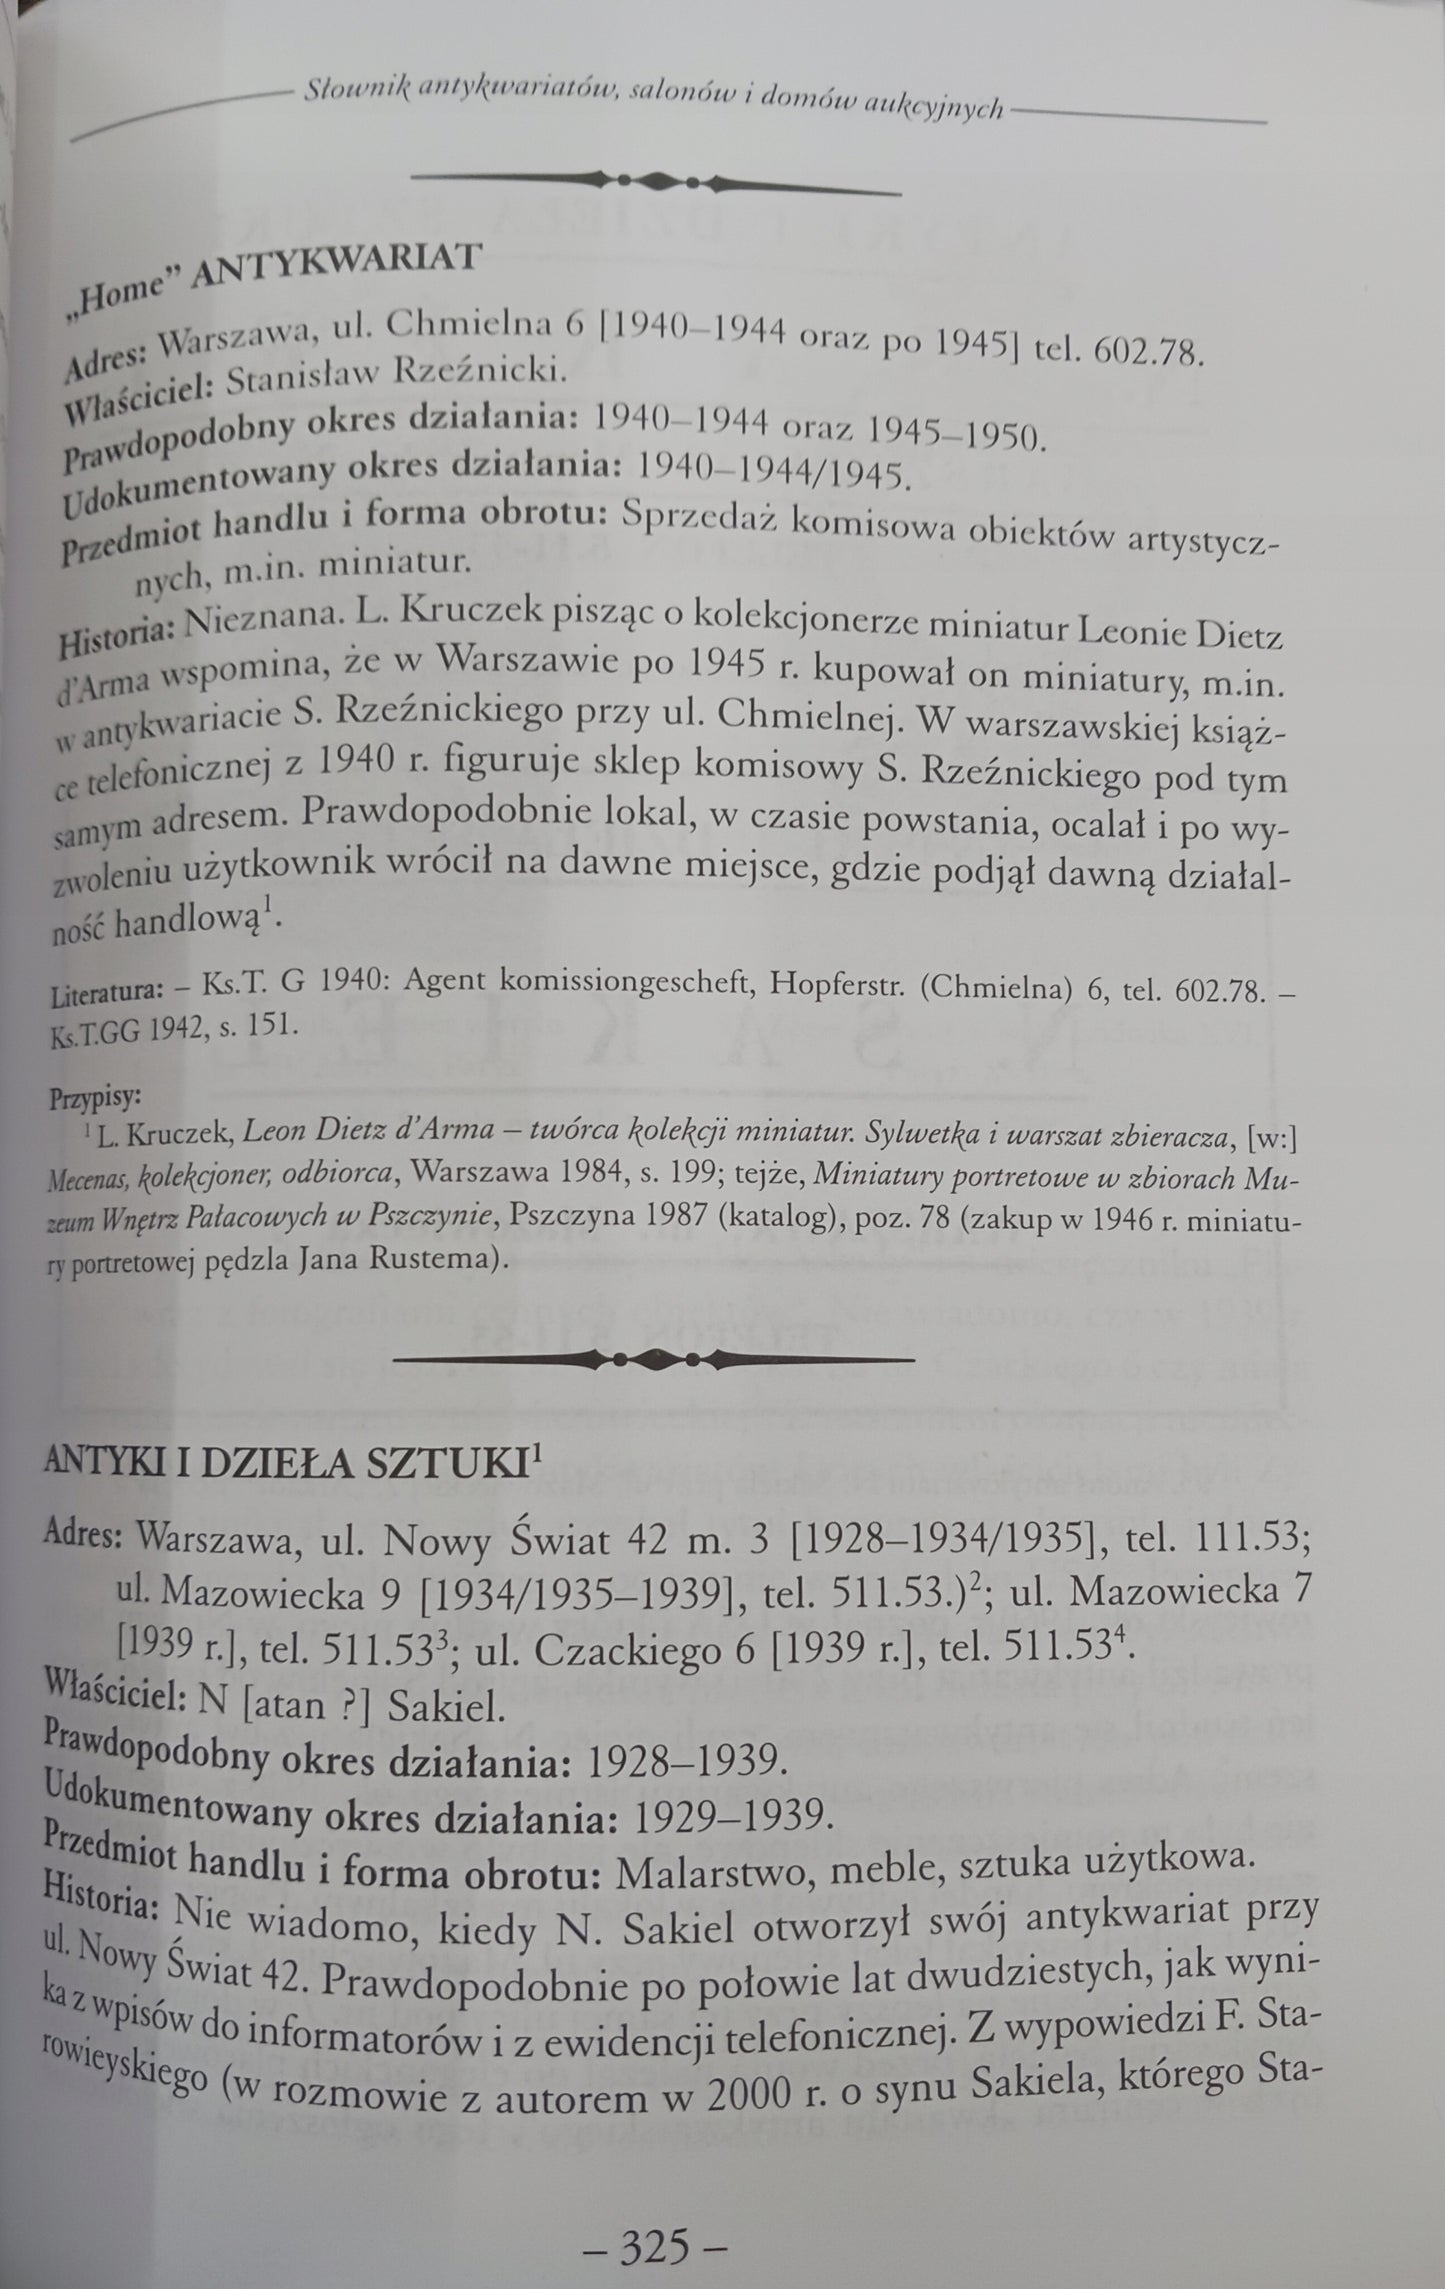 Słownik antykwariatów, salonów i domów aukcyjnych
„Home” ANTYKWARIAT
Adres: Warszawa, ul. Chmielna 6 [1940–1944 oraz po 1945] tel. 602.78.
Właściciel: Stanisław Rzeźnicki.
Prawdopodobny okres działania: 1940–1944 oraz 1945–1950.
Udokumentowany okres działania: 1940–1944/1945.
Przedmiot handlu i forma obrotu: Sprzedaż komisowa obiektów artystycz-
nych, m.in. miniatur.
Historia: Nieznana. L. Kruczek pisząc o kolekcjonerze miniatur Leonie Dietz
d’Arma wspomina, że w Warszawie po 1945 r. kupował on miniatury, m.in.
w antykwariacie S. Rzeźnickiego przy ul. Chmielnej. W warszawskiej książ-
ce telefonicznej z 1940 r. figuruje sklep komisowy S. Rzeźnickiego pod tym
samym adresem. Prawdopodobnie lokal, w czasie powstania, ocalał i po wy-
zwoleniu użytkownik wrócił na dawne miejsce, gdzie podjął dawną działal-
ność handlową¹.
Literatura: – Ks.T. G 1940: Agent komissiongescheft, Hopferstr. (Chmielna) 6, tel. 602.78. –
Ks.T.GG 1942, s. 151.
Przypisy:
¹ L. Kruczek, Leon Dietz d’Arma – twórca kolekcji miniatur. Sylwetka i warszat zbieracza, [w:]
Mecenas, kolekcjoner, odbiorca, Warszawa 1984, s. 199; tejże, Miniatury portretowe w zbiorach Mu-
zeum Wnętrz Pałacowych w Pszczynie, Pszczyna 1987 (katalog), poz. 78 (zakup w 1946 r. miniatu-
ry portretowej pędzla Jana Rustema).
ANTYKI I DZIEŁA SZTUKI¹
Adres: Warszawa, ul. Nowy Świat 42 m. 3 [1928–1934/1935], tel. 111.53;
ul. Mazowiecka 9 [1934/1935–1939], tel. 511.53.)²; ul. Mazowiecka 7
[1939 r.], tel. 511.53³; ul. Czackiego 6 [1939 r.], tel. 511.53⁴.
Właściciel: N [atan ?] Sakiel.
Prawdopodobny okres działania: 1928–1939.
Udokumentowany okres działania: 1929–1939.
Przedmiot handlu i forma obrotu: Malarstwo, meble, sztuka użytkowa.
Historia: Nie wiadomo, kiedy N. Sakiel otworzył swój antykwariat przy
ul. Nowy Świat 42. Prawdopodobnie po połowie lat dwudziestych, jak wyni-
ka z wpisów do informatorów i z ewidencji telefonicznej. Z wypowiedzi F. Sta-
rowieyskiego (w rozmowie z autorem w 2000 r. o synu Sakiela, którego Sta-
– 325 –